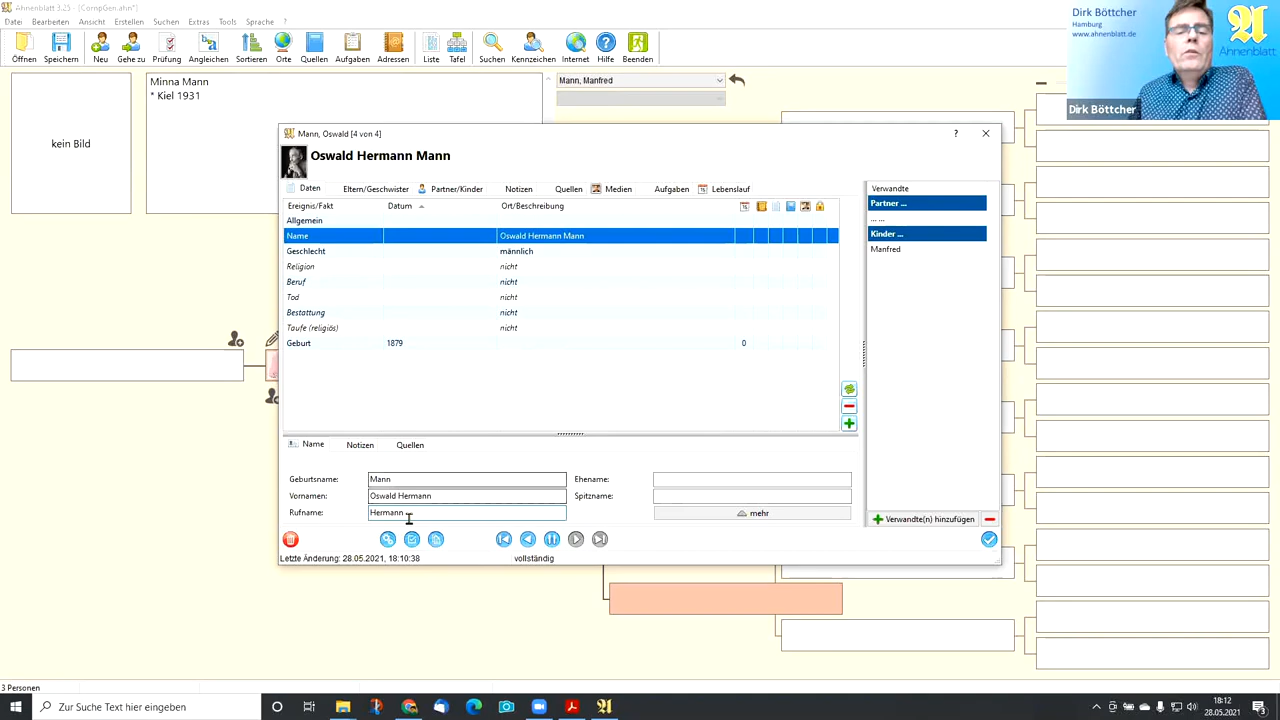 Ahnenblatt 3.25 - [CompGen.ahn*]
Datei Bearbeiten Ansicht Erstellen Suchen Extras Tools Sprache ?
Öffnen Speichern Neu Gehe zu Prüfung Angleichen Sortieren Orte Quellen Aufgaben Adressen Liste Tafel Suchen Kennzeichen Internet Hilfe Beenden
Dirk Böttcher
Hamburg
www.ahnenblatt.de
Ahnenblatt
Dirk Böttcher
kein Bild
Minna Mann
* Kiel 1931
Mann, Manfred
Mann, Oswald [4 von 4]
?
Oswald Hermann Mann
Daten Eltern/Geschwister Partner/Kinder Notizen Quellen Medien Aufgaben Lebenslauf
Ereignis/Fakt Datum Ort/Beschreibung
Allgemein
Name Oswald Hermann Mann
Geschlecht männlich
Religion nicht
Beruf nicht
Tod nicht
Bestattung nicht
Taufe (religiös) nicht
Geburt 1879 0
Verwandte
Partner ...
... ...
Kinder ...
Manfred
Name Notizen Quellen
Geburtsname: Mann Ehename:
Vornamen: Oswald Hermann Spitzname:
Rufname: Hermann mehr
Verwandte(n) hinzufügen
Letzte Änderung: 28.05.2021, 18:10:38 vollständig
3 Personen
Zur Suche Text hier eingeben
18:12
28.05.2021